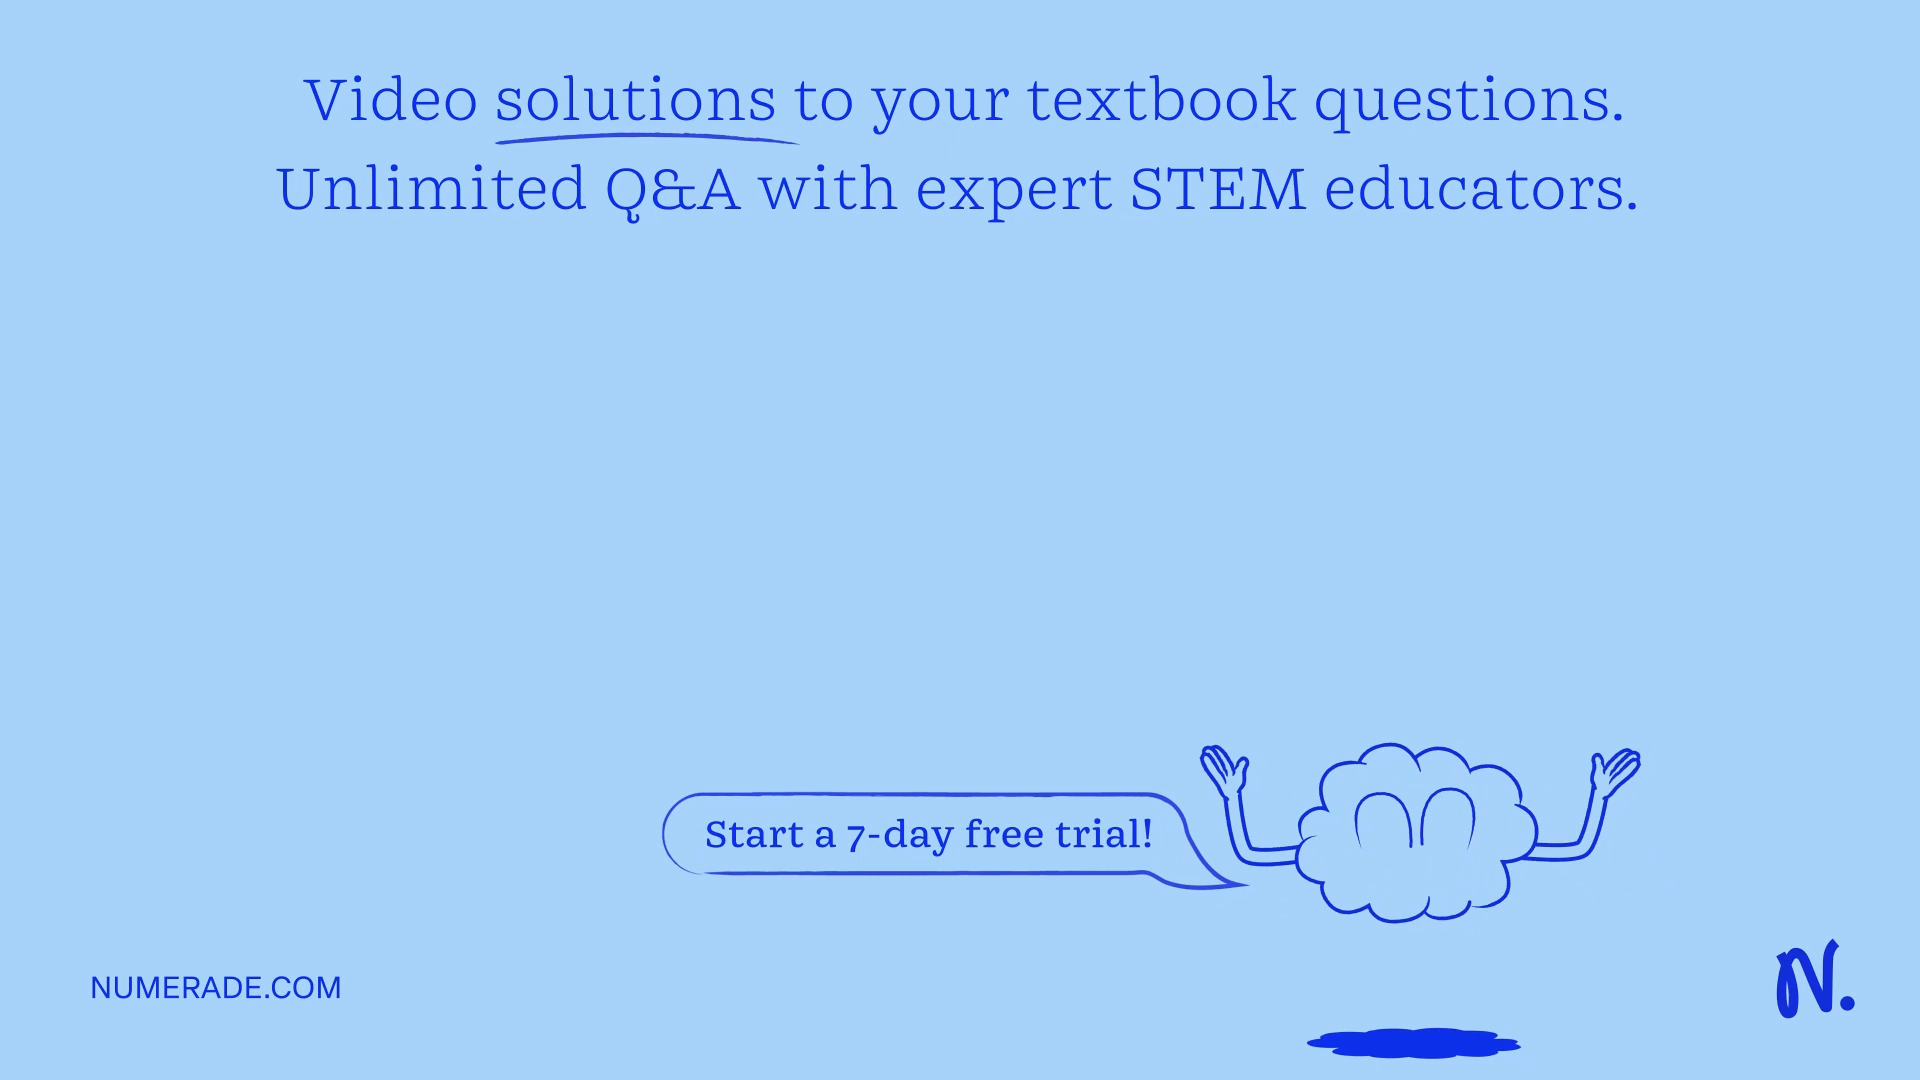 Video solutions to your textbook questions.
Unlimited Q&A with expert STEM educators.
Start a 7-day free trial!
NUMERADE.COM
N.